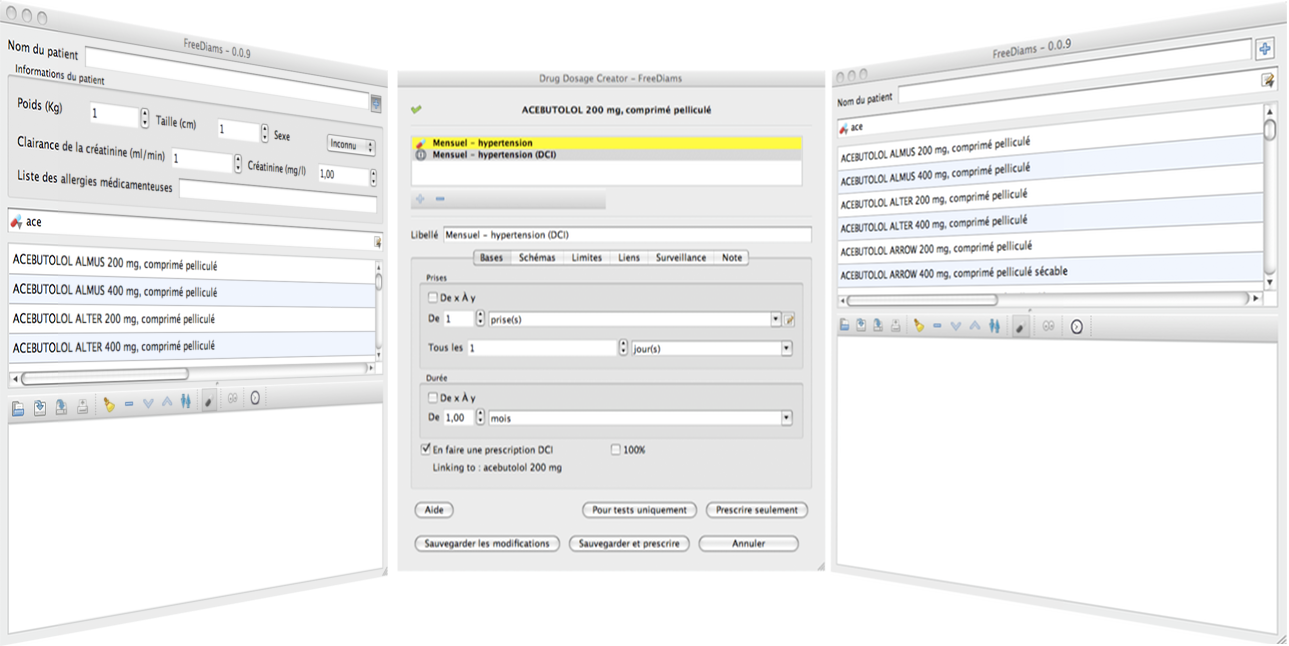 FreeDiams - 0.0.9
Nom du patient
Informations du patient
Poids (Kg) 1 Taille (cm) 1 Sexe Inconnu
Clairance de la créatinine (ml/min) 1 Créatinine (mg/l) 1,00
Liste des allergies médicamenteuses
ace
ACEBUTOLOL ALMUS 200 mg, comprimé pelliculé
ACEBUTOLOL ALMUS 400 mg, comprimé pelliculé
ACEBUTOLOL ALTER 200 mg, comprimé pelliculé
ACEBUTOLOL ALTER 400 mg, comprimé pelliculé
Drug Dosage Creator - FreeDiams
ACEBUTOLOL 200 mg, comprimé pelliculé
Mensuel - hypertension
Mensuel - hypertension (DCI)
Libellé Mensuel - hypertension (DCI)
Bases Schémas Limites Liens Surveillance Note
Prises
De x À y
De 1 prise(s)
Tous les 1 jour(s)
Durée
De x À y
De 1,00 mois
En faire une prescription DCI 100%
Linking to : acebutolol 200 mg
Aide Pour tests uniquement Prescrire seulement
Sauvegarder les modifications Sauvegarder et prescrire Annuler
FreeDiams - 0.0.9
Nom du patient
ace
ACEBUTOLOL ALMUS 200 mg, comprimé pelliculé
ACEBUTOLOL ALMUS 400 mg, comprimé pelliculé
ACEBUTOLOL ALTER 200 mg, comprimé pelliculé
ACEBUTOLOL ALTER 400 mg, comprimé pelliculé
ACEBUTOLOL ARROW 200 mg, comprimé pelliculé
ACEBUTOLOL ARROW 400 mg, comprimé pelliculé sécable